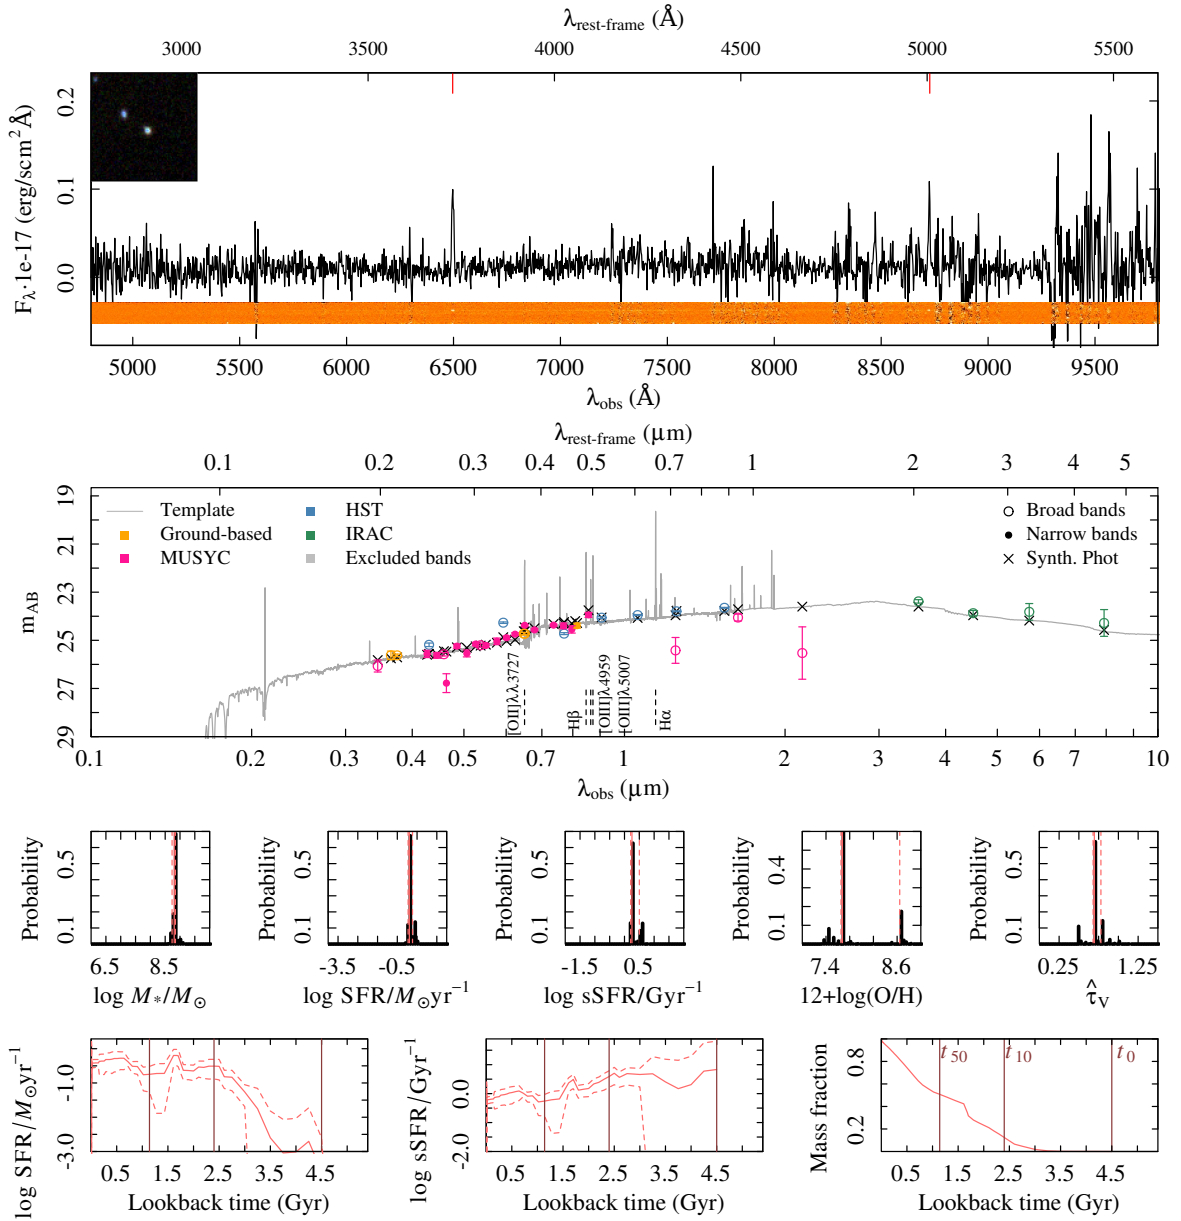 λrest-frame (Å)
3000 3500 4000 4500 5000 5500
F_λ·1e-17 (erg/scm² Å)
0.2
0.1
0.0
5000 5500 6000 6500 7000 7500 8000 8500 9000 9500
λobs (Å)
λrest-frame (μm)
0.1 0.2 0.3 0.4 0.5 0.7 1 2 3 4 5
m_AB
19
21
23
25
27
29
Template
Ground-based
MUSYC
HST
IRAC
Excluded bands
Broad bands
Narrow bands
Synth. Phot
[OII]λλ3727
Hβ
[OIII]λ4959
[OIII]λ5007
Hα
0.1 0.2 0.3 0.4 0.5 0.7 1 2 3 4 5 6 7 8 10
λobs (μm)
Probability
0.5
0.1
6.5 8.5
log M*/M⊙
Probability
0.5
0.1
-3.5 -0.5
log SFR/M⊙yr⁻¹
Probability
0.5
0.1
-1.5 0.5
log sSFR/Gyr⁻¹
Probability
0.4
0.1
7.4 8.6
12+log(O/H)
Probability
0.5
0.1
0.25 1.25
τ̂_V
log SFR/M⊙yr⁻¹
-1.0
-3.0
0.5 1.5 2.5 3.5 4.5
Lookback time (Gyr)
log sSFR/Gyr⁻¹
0.0
-2.0
0.5 1.5 2.5 3.5 4.5
Lookback time (Gyr)
Mass fraction
0.8
0.2
t₅₀ t₁₀ t₀
0.5 1.5 2.5 3.5 4.5
Lookback time (Gyr)